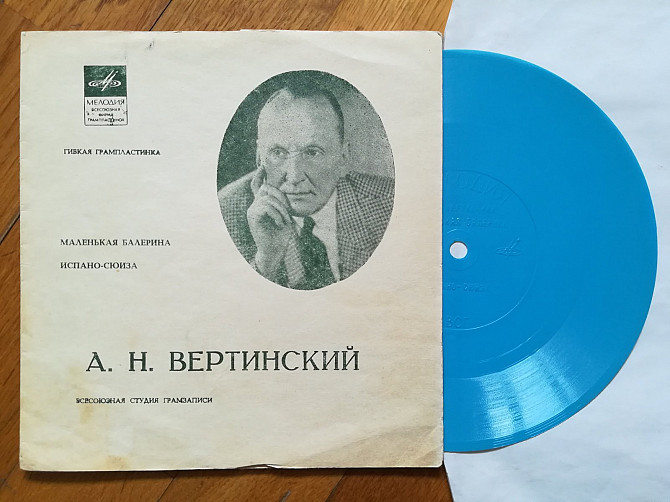 МЕЛОДИЯ
ВСЕСОЮЗНАЯ
ФИРМА
ГРАМПЛАСТИНОК
ГИБКАЯ ГРАМПЛАСТИНКА
МАЛЕНЬКАЯ БАЛЕРИНА
ИСПАНО-СЮИЗА
А. Н. ВЕРТИНСКИЙ
ВСЕСОЮЗНАЯ СТУДИЯ ГРАМЗАПИСИ